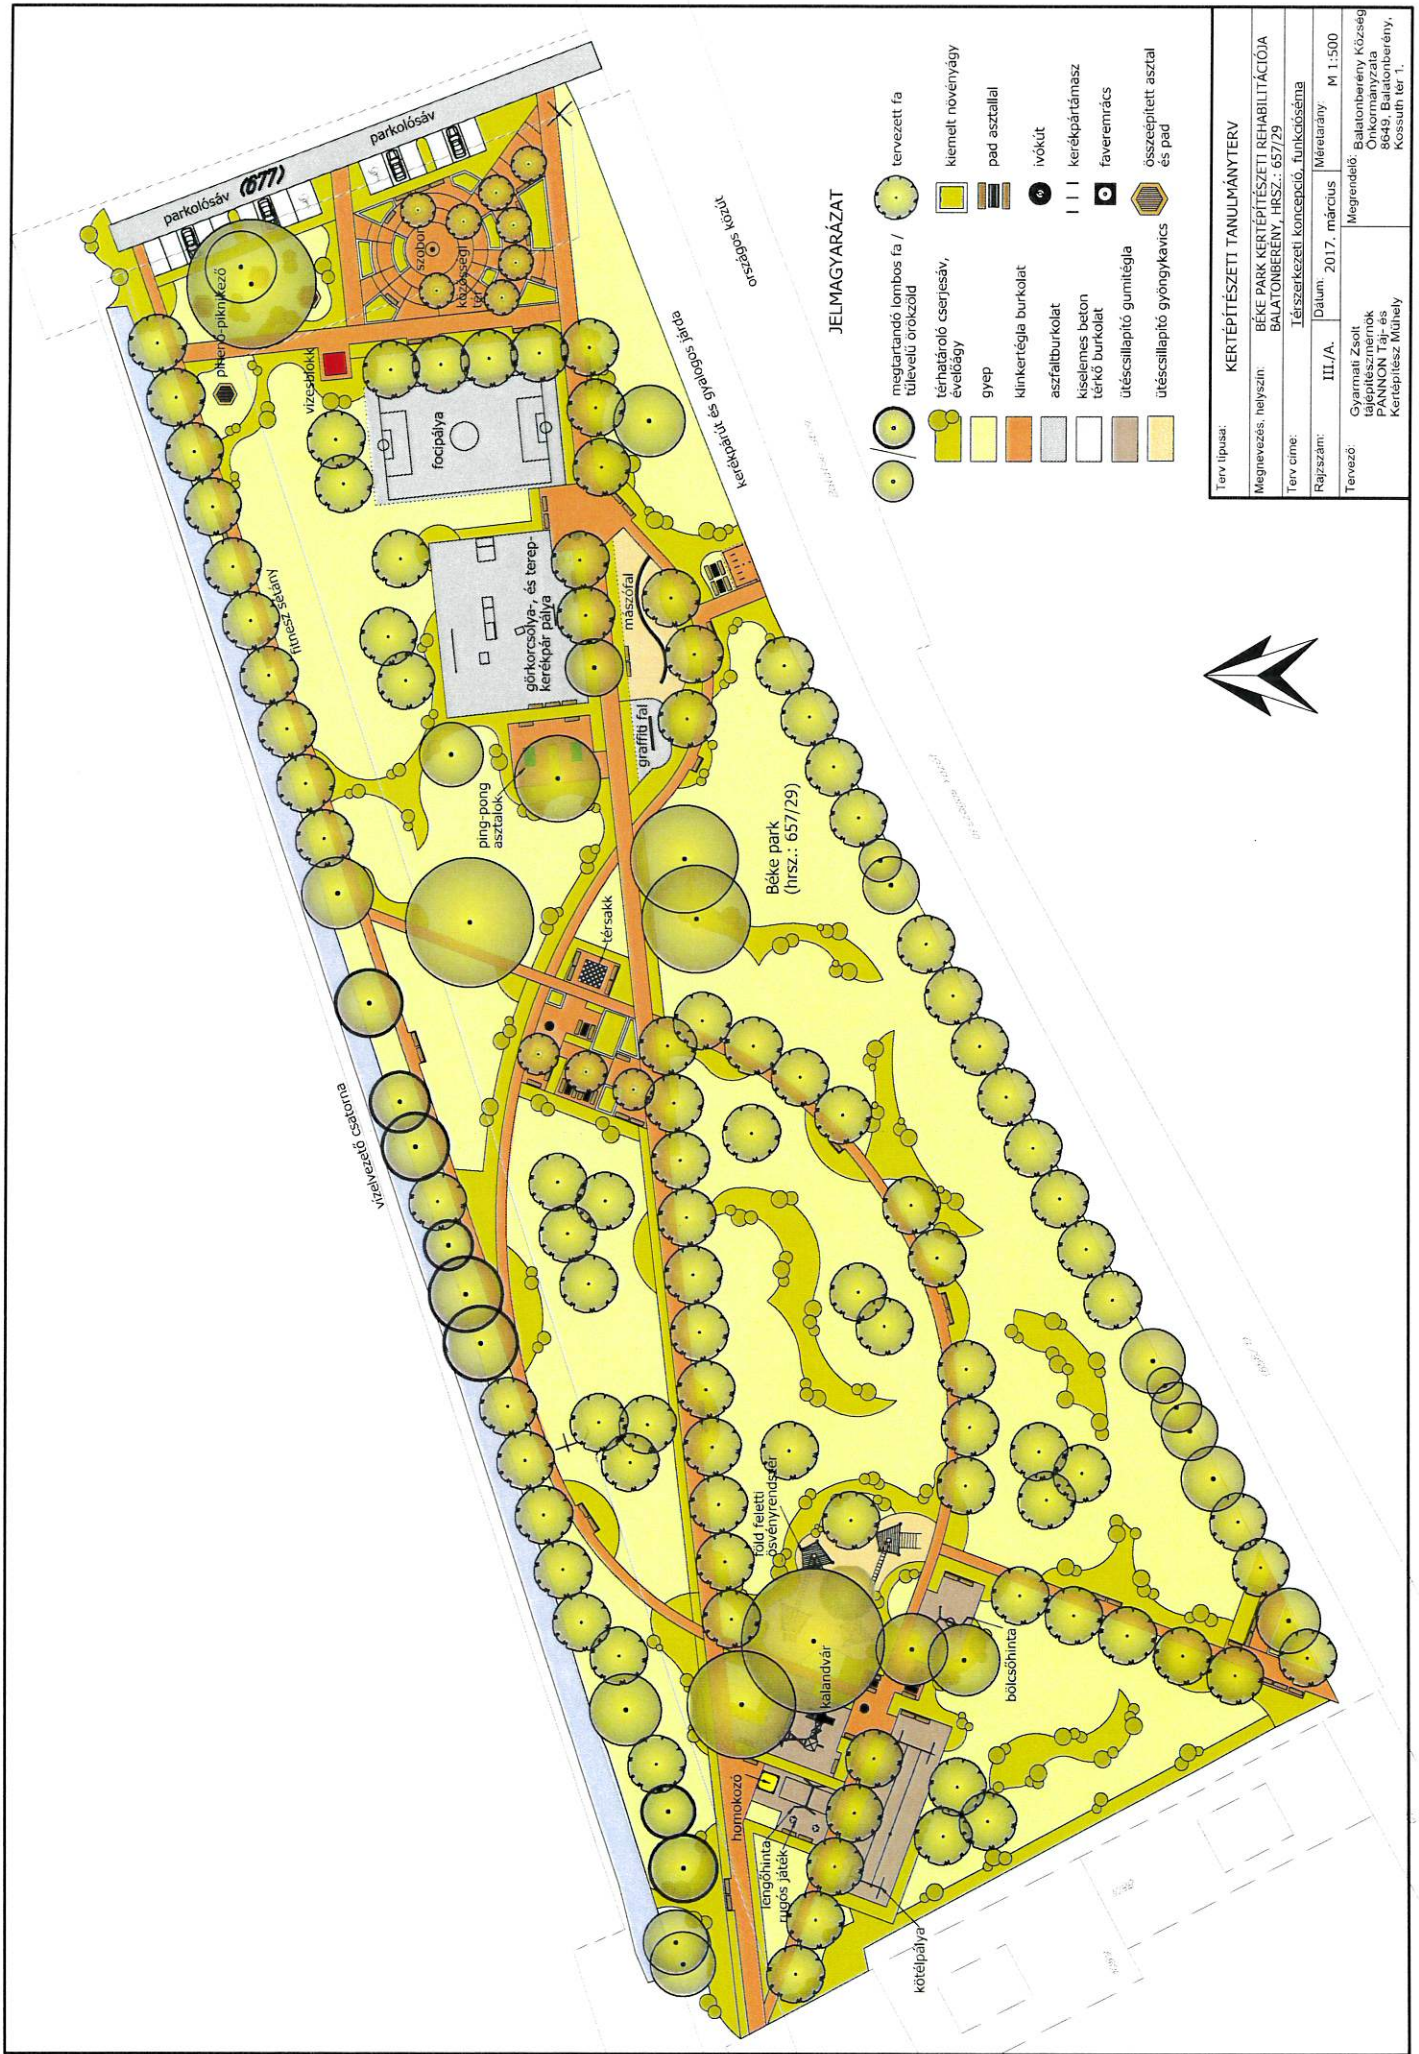 parkolósáv
(677)
parkolósáv
pihenő-piknikező
szobor
közösségi
tér
vizesblokk
focipálya
kerékpárút és gyalogos járda
országos közút
fitnesz sétány
görkorcsolya-, és terep-
kerékpár pálya
mászófal
graffiti fal
ping-pong
asztalok
Béke park
(hrsz.: 657/29)
térsakk
vízelvezető csatorna
föld feletti
ösvényrendszer
kalandvár
bölcsőhinta
homokozó
lengőhinta
rugós játék
kötélpálya
JELMAGYARÁZAT
megtartandó lombos fa /
tűlevelű örökzöld
térhatároló cserjesáv,
évelőágy
gyep
klinkertégla burkolat
aszfaltburkolat
kiselemes beton
térkő burkolat
ütéscsillapító gumitégla
ütéscsillapító gyöngykavics
tervezett fa
kiemelt növényágy
pad asztallal
ivókút
kerékpártámasz
faveremrács
összeépített asztal
és pad
Terv típusa:
KERTÉPÍTÉSZETI TANULMÁNYTERV
Megnevezés, helyszín:
BÉKE PARK KERTÉPÍTÉSZETI REHABILITÁCIÓJA
BALATONBERÉNY, HRSZ.: 657/29
Terv címe:
Térszerkezeti koncepció, funkcióséma
Rajzszám:
III./A.
Dátum:
2017. március
Méretarány:
M 1:500
Tervező:
Gyarmati Zsolt
tájépítészmérnök
PANNON Táj- és
Kertépítész Műhely
Megrendelő:
Balatonberény Község
Önkormányzata
8649, Balatonberény,
Kossuth tér 1.